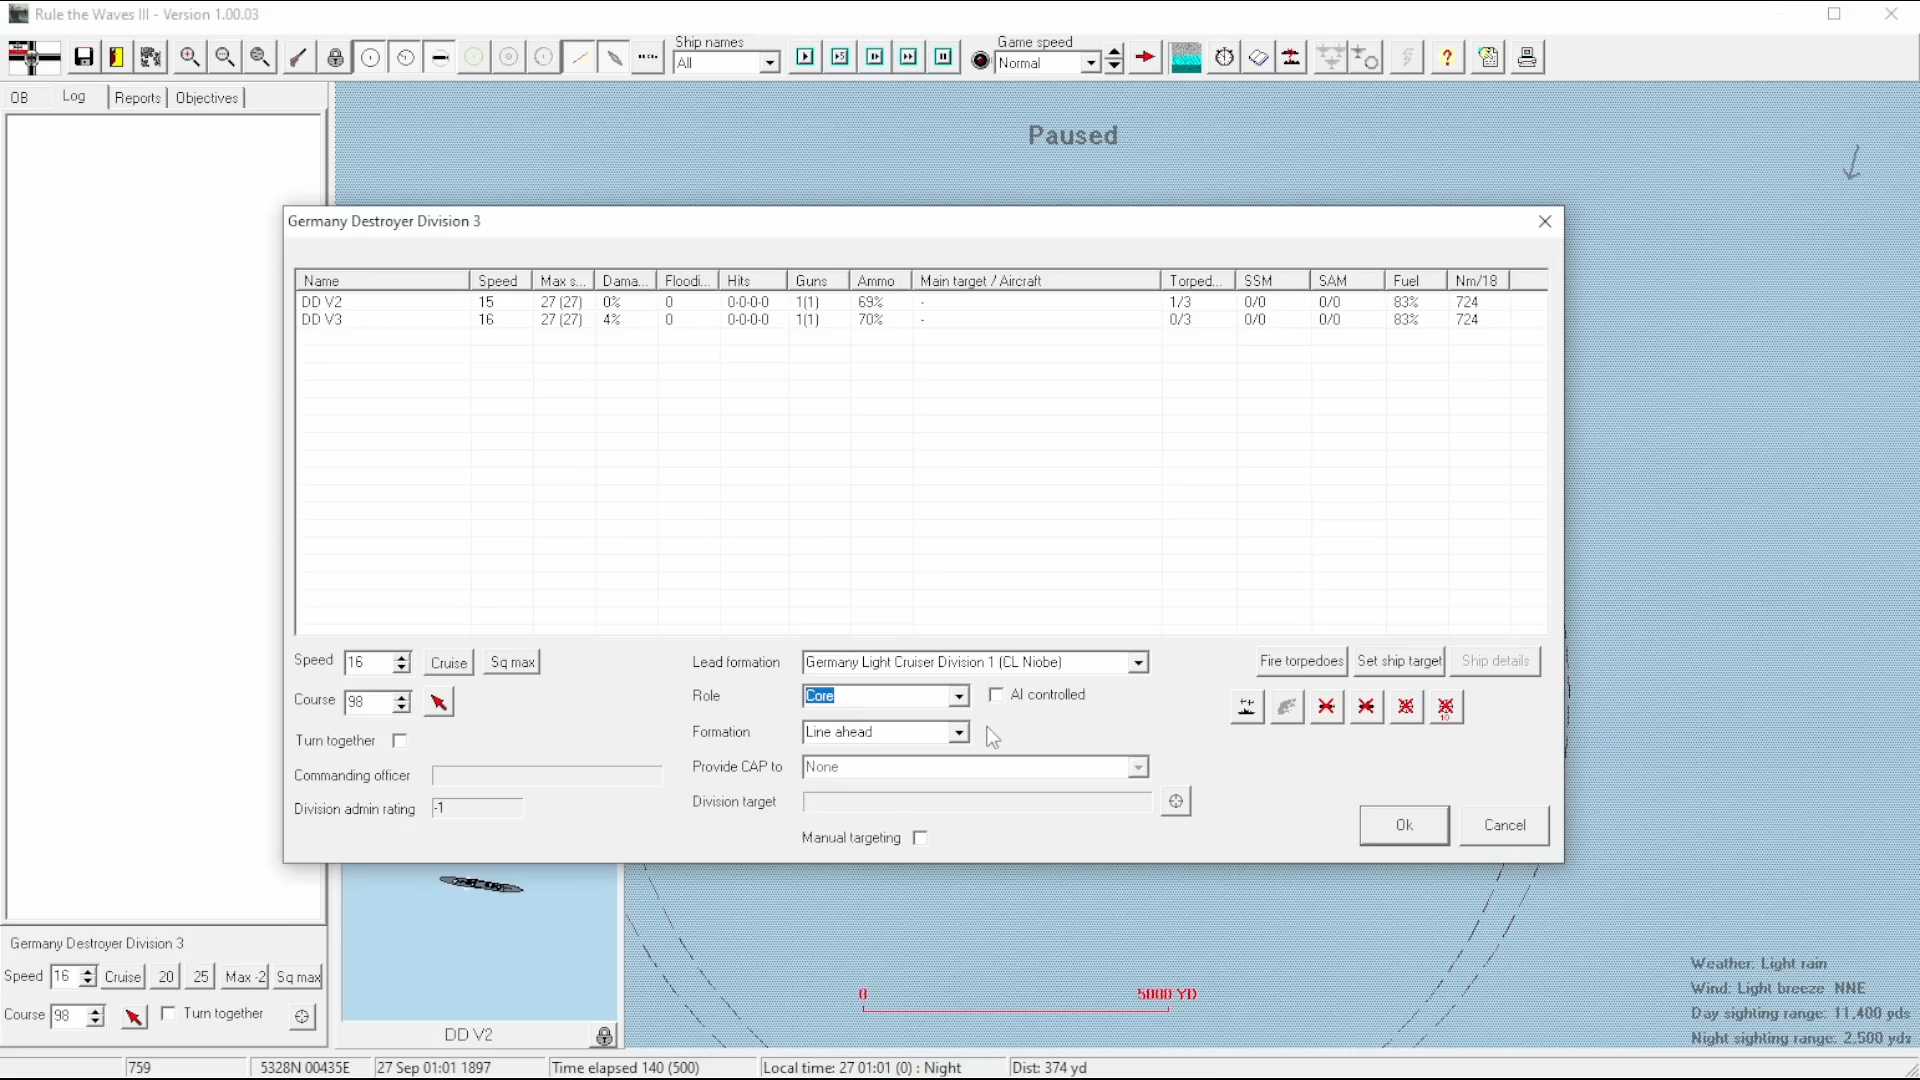 Rule the Waves III - Version 1.00.03
Ship names
All
Game speed
Normal
OB
Log
Reports
Objectives
Paused
Germany Destroyer Division 3
Name Speed Max s... Dama... Floodi... Hits Guns Ammo Main target / Aircraft Torped... SSM SAM Fuel Nm/18
DD V2 15 27 (27) 0% 0 0-0-0-0 1(1) 69% - 1/3 0/0 0/0 83% 724
DD V3 16 27 (27) 4% 0 0-0-0-0 1(1) 70% - 0/3 0/0 0/0 83% 724
Speed 16 Cruise Sq max
Lead formation Germany Light Cruiser Division 1 (CL Niobe)
Fire torpedoes Set ship target Ship details
Course 98
Role Core AI controlled
10
Turn together
Formation Line ahead
Commanding officer
Provide CAP to None
Division admin rating -1
Division target
Manual targeting
Ok Cancel
Germany Destroyer Division 3
Speed 16 Cruise 20 25 Max -2 Sq max
Course 98 Turn together
DD V2
0 5000 YD
Weather: Light rain
Wind: Light breeze NNE
Day sighting range: 11,400 yds
Night sighting range: 2,500 yds
759 5328N 00435E 27 Sep 01:01 1897 Time elapsed 140 (500) Local time: 27 01:01 (0) : Night Dist: 374 yd